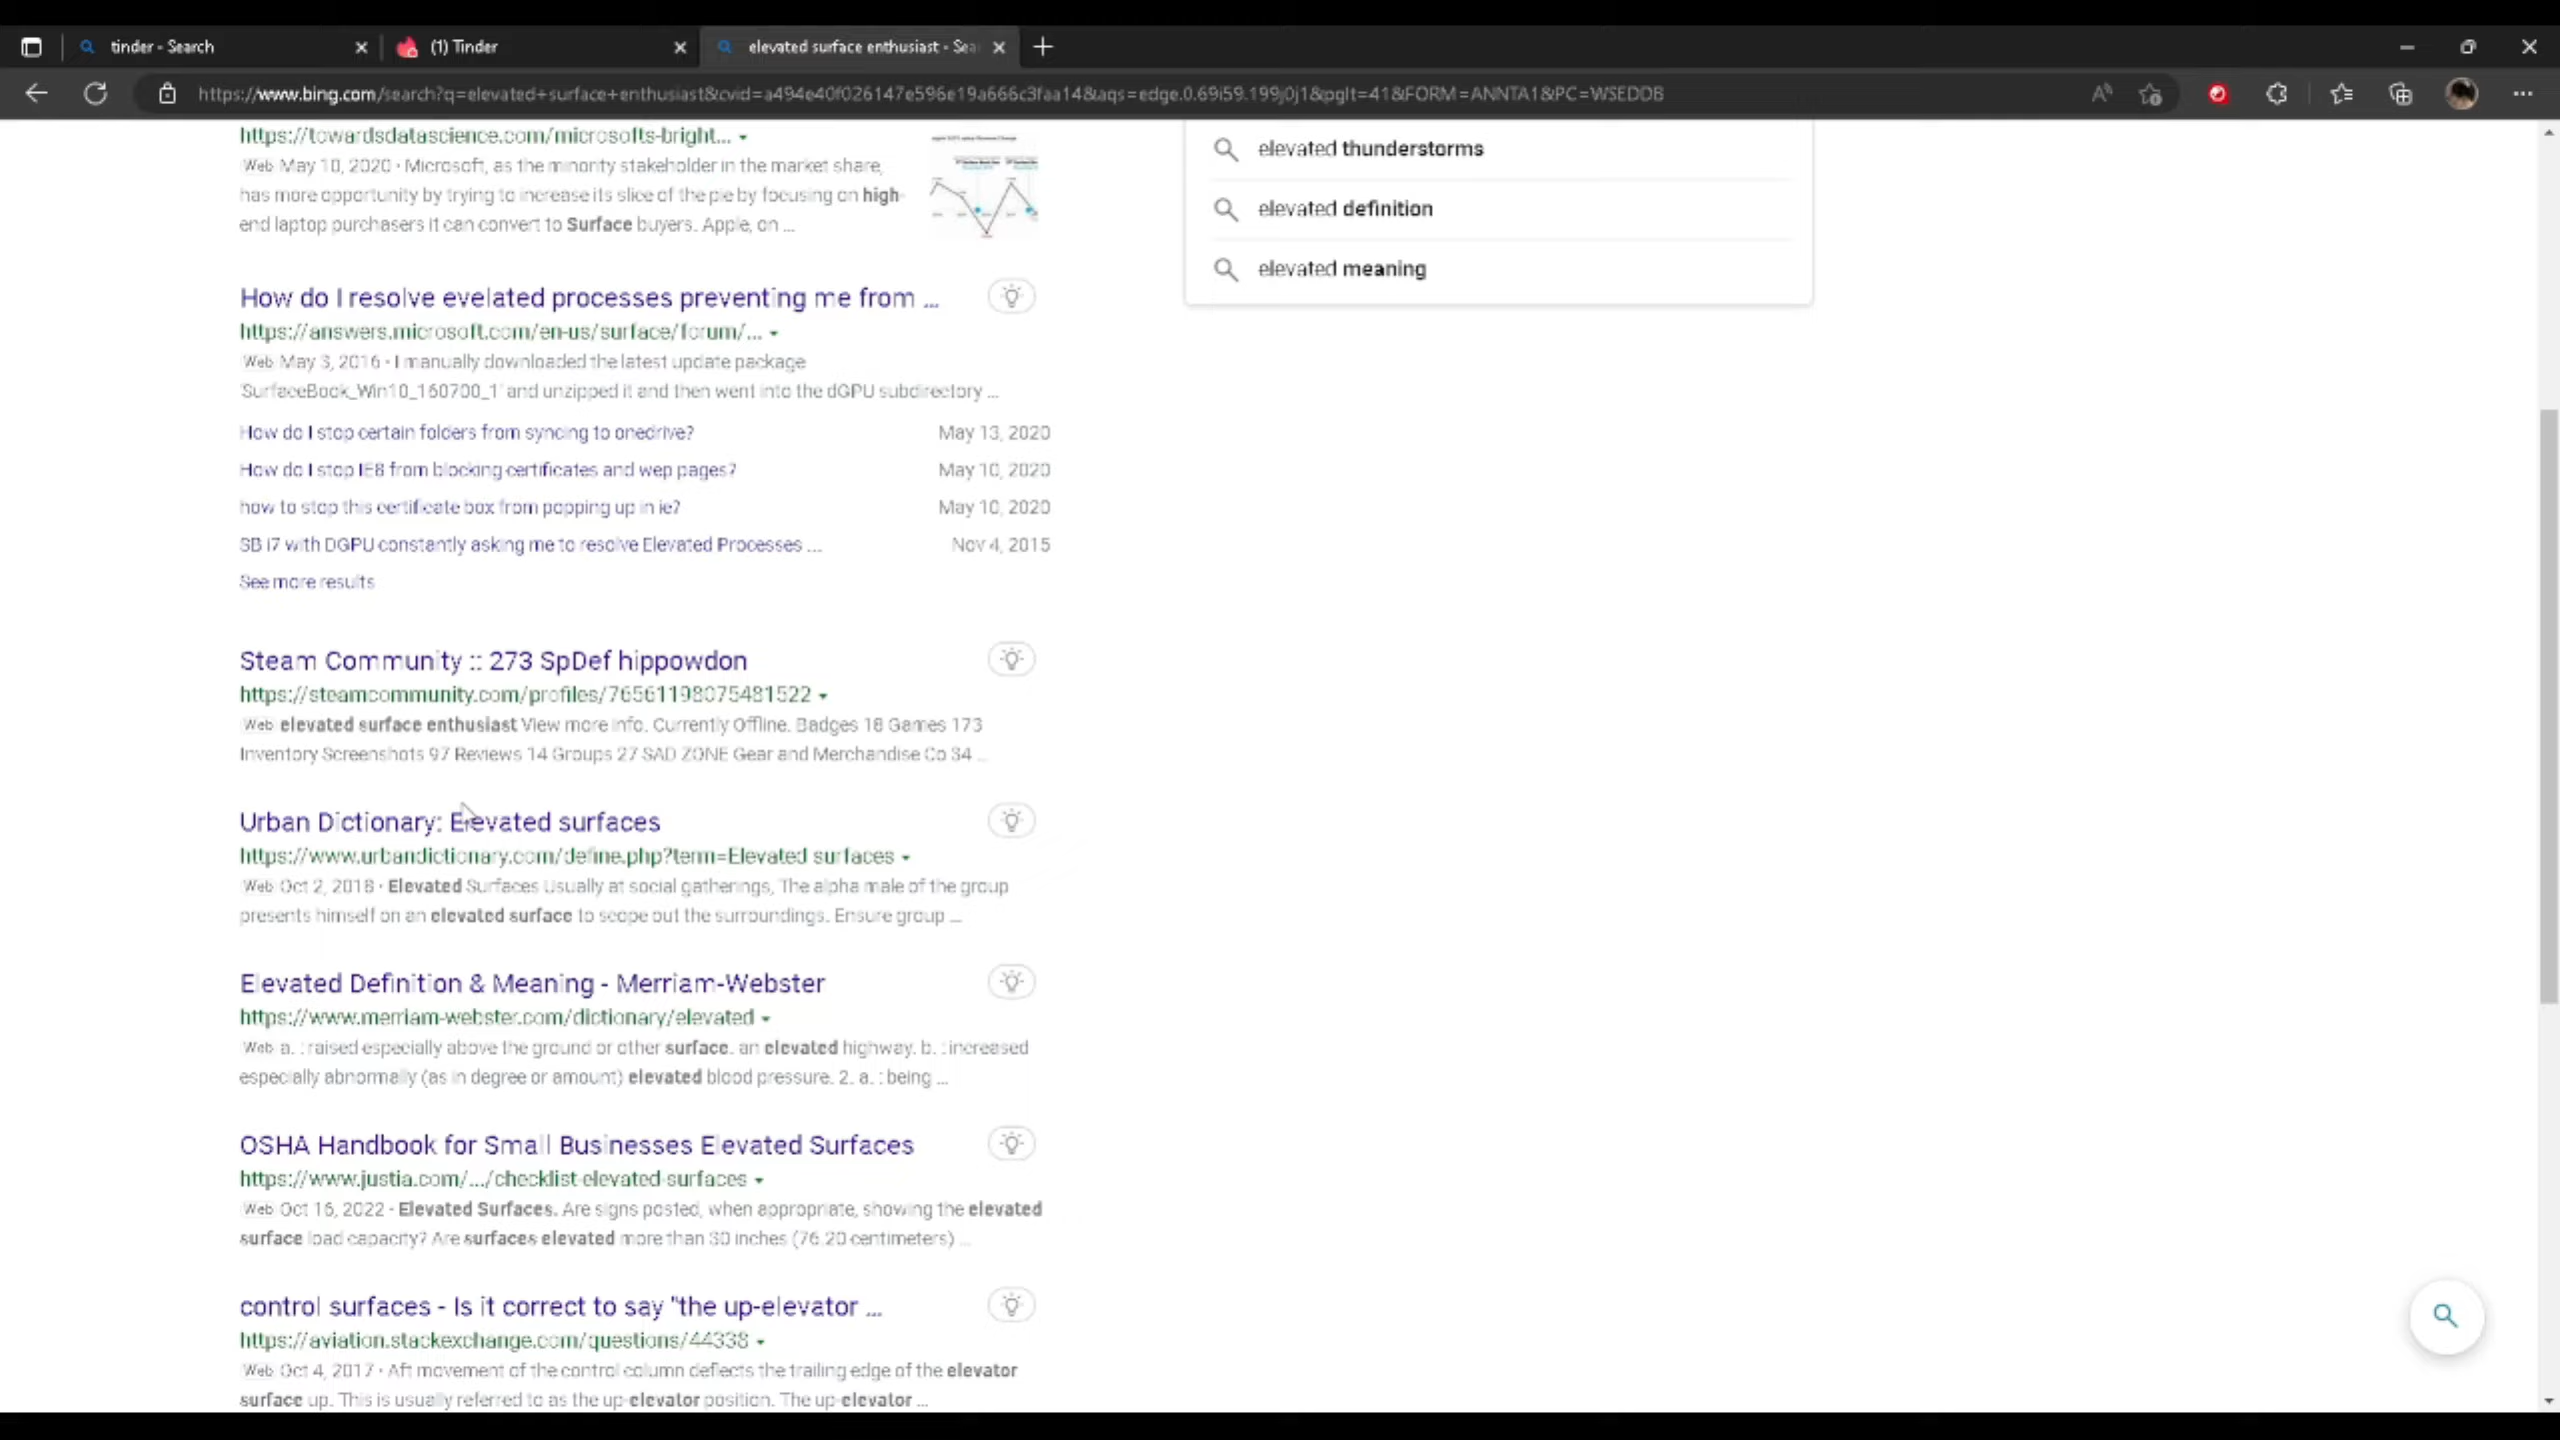 tinder - Search
(1) Tinder
elevated surface enthusiast - Sea
https://www.bing.com/search?q=elevated+surface+enthusiast&cvid=a494e40f026147e596e19a666c3faa14&aqs=edge.0.69i59.199j0j1&pglt=41&FORM=ANNTA1&PC=WSEDDB
https://towardsdatascience.com/microsofts-bright...
Web May 10, 2020 · Microsoft, as the minority stakeholder in the market share,
has more opportunity by trying to increase its slice of the pie by focusing on high-
end laptop purchasers it can convert to Surface buyers. Apple, on ...
How do I resolve evelated processes preventing me from ...
https://answers.microsoft.com/en-us/surface/forum/...
Web May 3, 2016 · I manually downloaded the latest update package
'SurfaceBook_Win10_160700_1' and unzipped it and then went into the dGPU subdirectory ...
How do I stop certain folders from syncing to onedrive? May 13, 2020
How do I stop IE8 from blocking certificates and wep pages? May 10, 2020
how to stop this certificate box from popping up in ie? May 10, 2020
SB i7 with DGPU constantly asking me to resolve Elevated Processes ... Nov 4, 2015
See more results
Steam Community :: 273 SpDef hippowdon
https://steamcommunity.com/profiles/76561198075481522
Web elevated surface enthusiast View more info. Currently Offline. Badges 18 Games 173
Inventory Screenshots 97 Reviews 14 Groups 27 SAD ZONE Gear and Merchandise Co 34 ...
Urban Dictionary: Elevated surfaces
https://www.urbandictionary.com/define.php?term=Elevated surfaces
Web Oct 2, 2018 · Elevated Surfaces Usually at social gatherings, The alpha male of the group
presents himself on an elevated surface to scope out the surroundings. Ensure group ...
Elevated Definition & Meaning - Merriam-Webster
https://www.merriam-webster.com/dictionary/elevated
Web a. : raised especially above the ground or other surface. an elevated highway. b. : increased
especially abnormally (as in degree or amount) elevated blood pressure. 2. a. : being ...
OSHA Handbook for Small Businesses Elevated Surfaces
https://www.justia.com/.../checklist-elevated-surfaces
Web Oct 16, 2022 · Elevated Surfaces. Are signs posted, when appropriate, showing the elevated
surface load capacity? Are surfaces elevated more than 30 inches (76.20 centimeters) ...
control surfaces - Is it correct to say "the up-elevator ...
https://aviation.stackexchange.com/questions/44338
Web Oct 4, 2017 · Aft movement of the control column deflects the trailing edge of the elevator
surface up. This is usually referred to as the up-elevator position. The up-elevator ...
elevated thunderstorms
elevated definition
elevated meaning